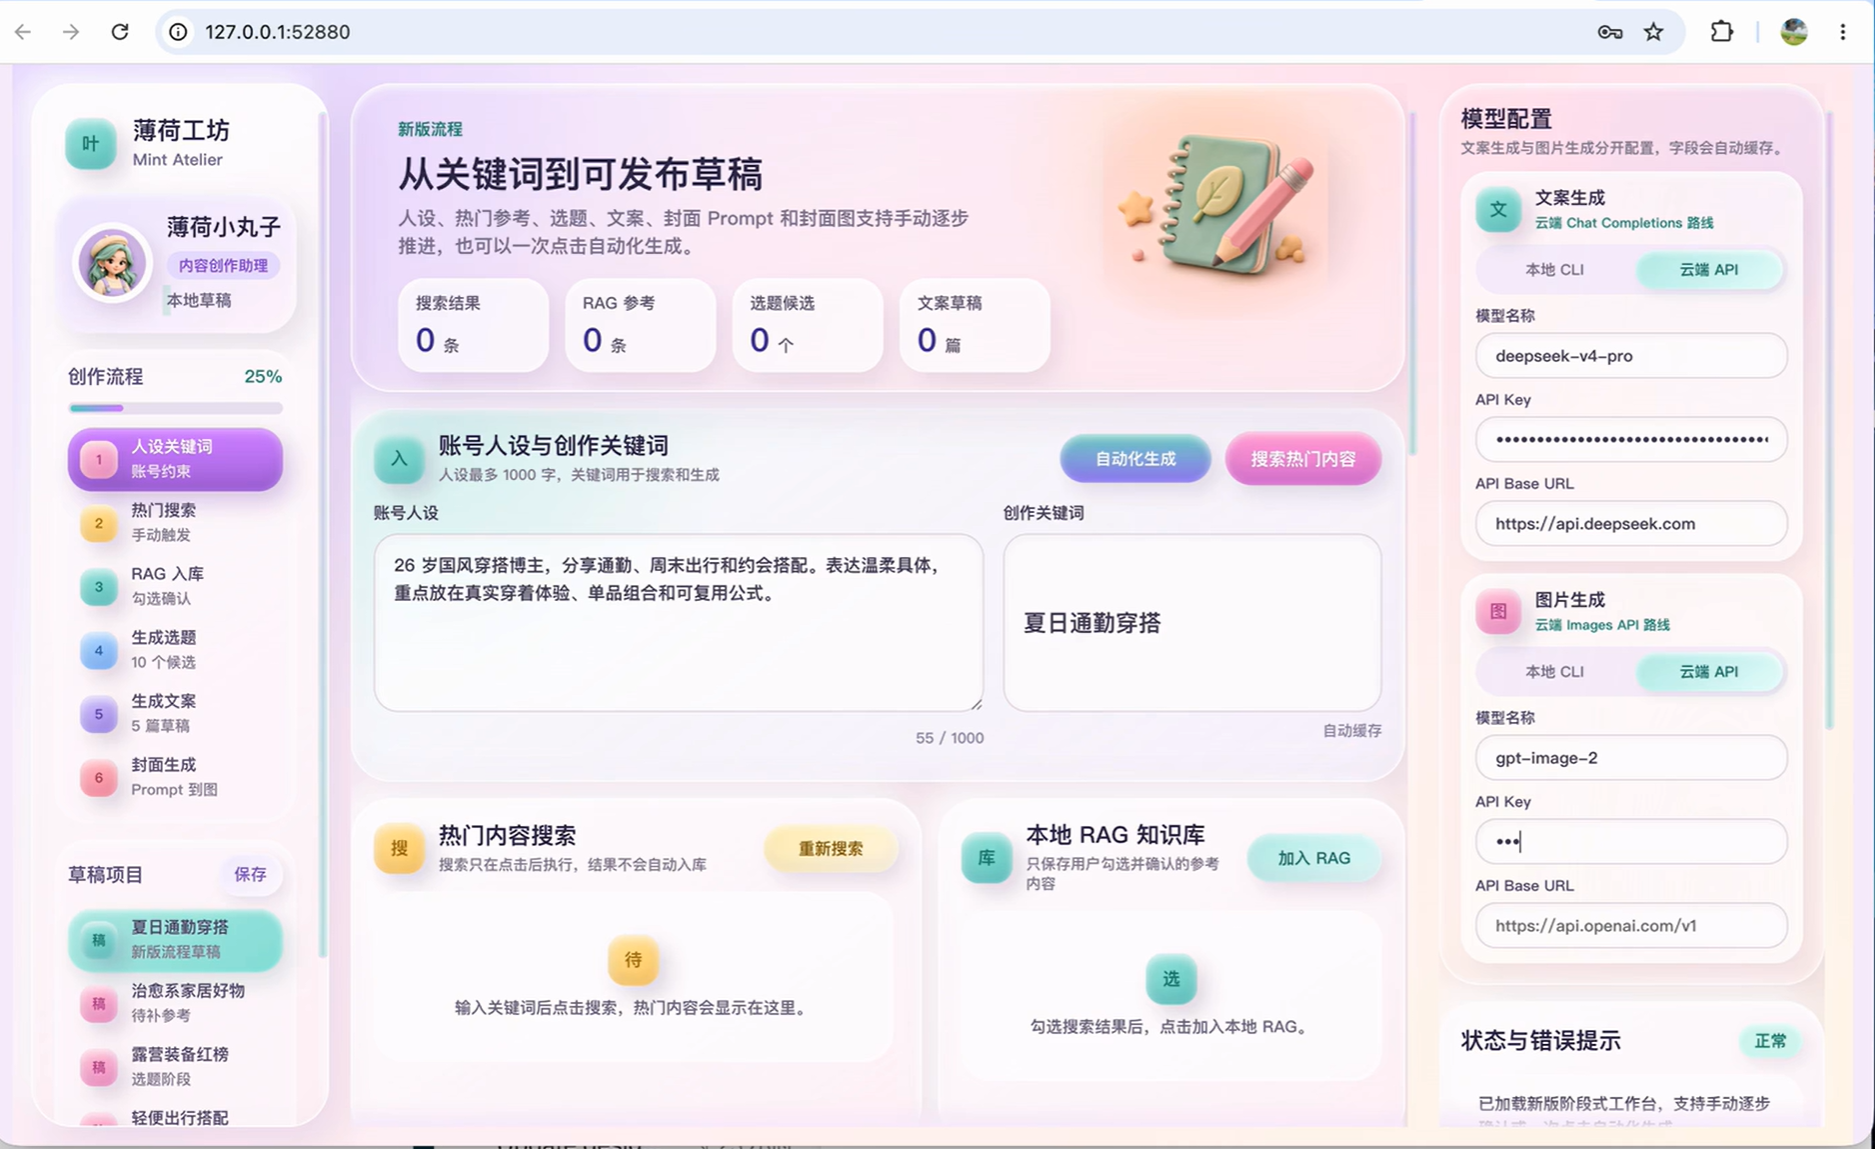 127.0.0.1:52880
叶
薄荷工坊
Mint Atelier
薄荷小丸子
内容创作助理
本地草稿
创作流程
25%
1
人设关键词
账号约束
2
热门搜索
手动触发
3
RAG 入库
勾选确认
4
生成选题
10 个候选
5
生成文案
5 篇草稿
6
封面生成
Prompt 到图
草稿项目
保存
稿
夏日通勤穿搭
新版流程草稿
稿
治愈系家居好物
待补参考
稿
露营装备红榜
选题阶段
轻便出行搭配
新版流程
从关键词到可发布草稿
人设、热门参考、选题、文案、封面 Prompt 和封面图支持手动逐步
推进，也可以一次点击自动化生成。
搜索结果
0 条
RAG 参考
0 条
选题候选
0 个
文案草稿
0 篇
入
账号人设与创作关键词
人设最多 1000 字，关键词用于搜索和生成
自动化生成
搜索热门内容
账号人设
26 岁国风穿搭博主，分享通勤、周末出行和约会搭配。表达温柔具体，
重点放在真实穿着体验、单品组合和可复用公式。
55 / 1000
创作关键词
夏日通勤穿搭
自动缓存
搜
热门内容搜索
搜索只在点击后执行，结果不会自动入库
重新搜索
待
输入关键词后点击搜索，热门内容会显示在这里。
库
本地 RAG 知识库
只保存用户勾选并确认的参考
内容
加入 RAG
选
勾选搜索结果后，点击加入本地 RAG。
模型配置
文案生成与图片生成分开配置，字段会自动缓存。
文
文案生成
云端 Chat Completions 路线
本地 CLI
云端 API
模型名称
deepseek-v4-pro
API Key
API Base URL
https://api.deepseek.com
图
图片生成
云端 Images API 路线
本地 CLI
云端 API
模型名称
gpt-image-2
API Key
API Base URL
https://api.openai.com/v1
状态与错误提示
正常
已加载新版阶段式工作台，支持手动逐步